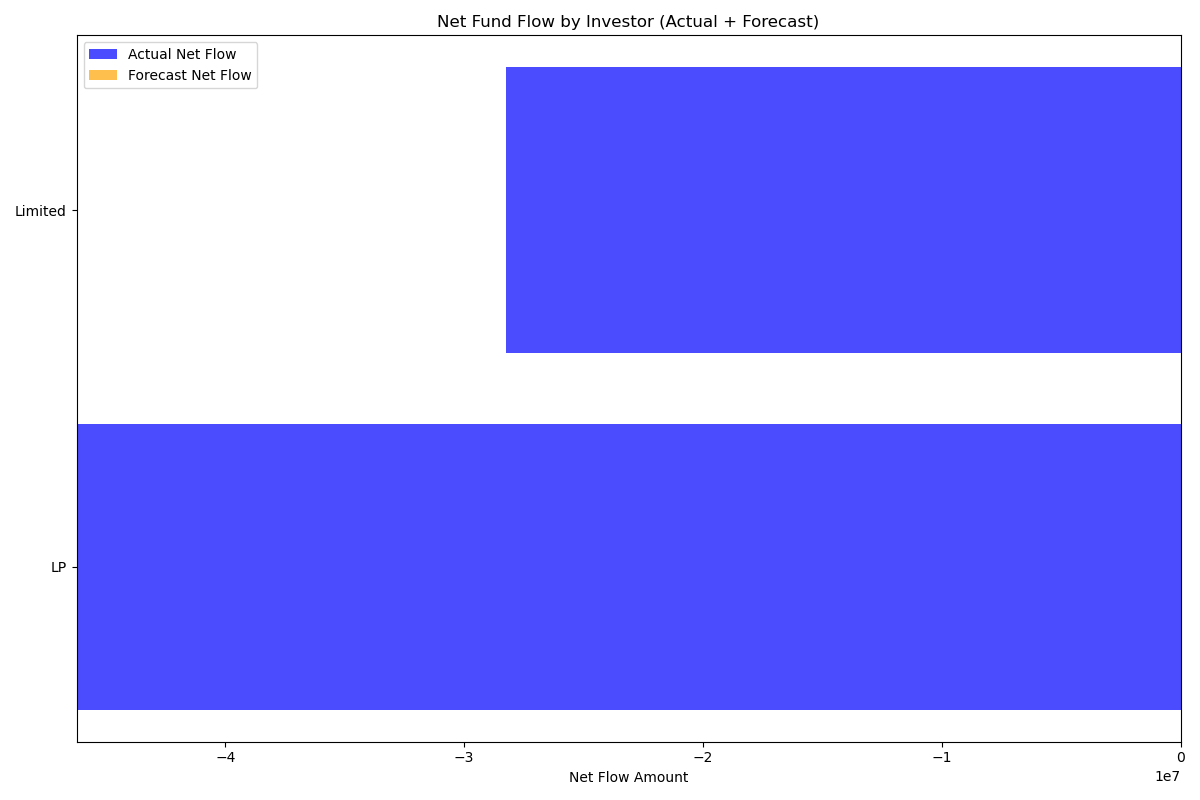 Net Fund Flow by Investor (Actual + Forecast)
Actual Net Flow
Forecast Net Flow
Limited
LP
−4 −3 −2 −1 0
1e7
Net Flow Amount